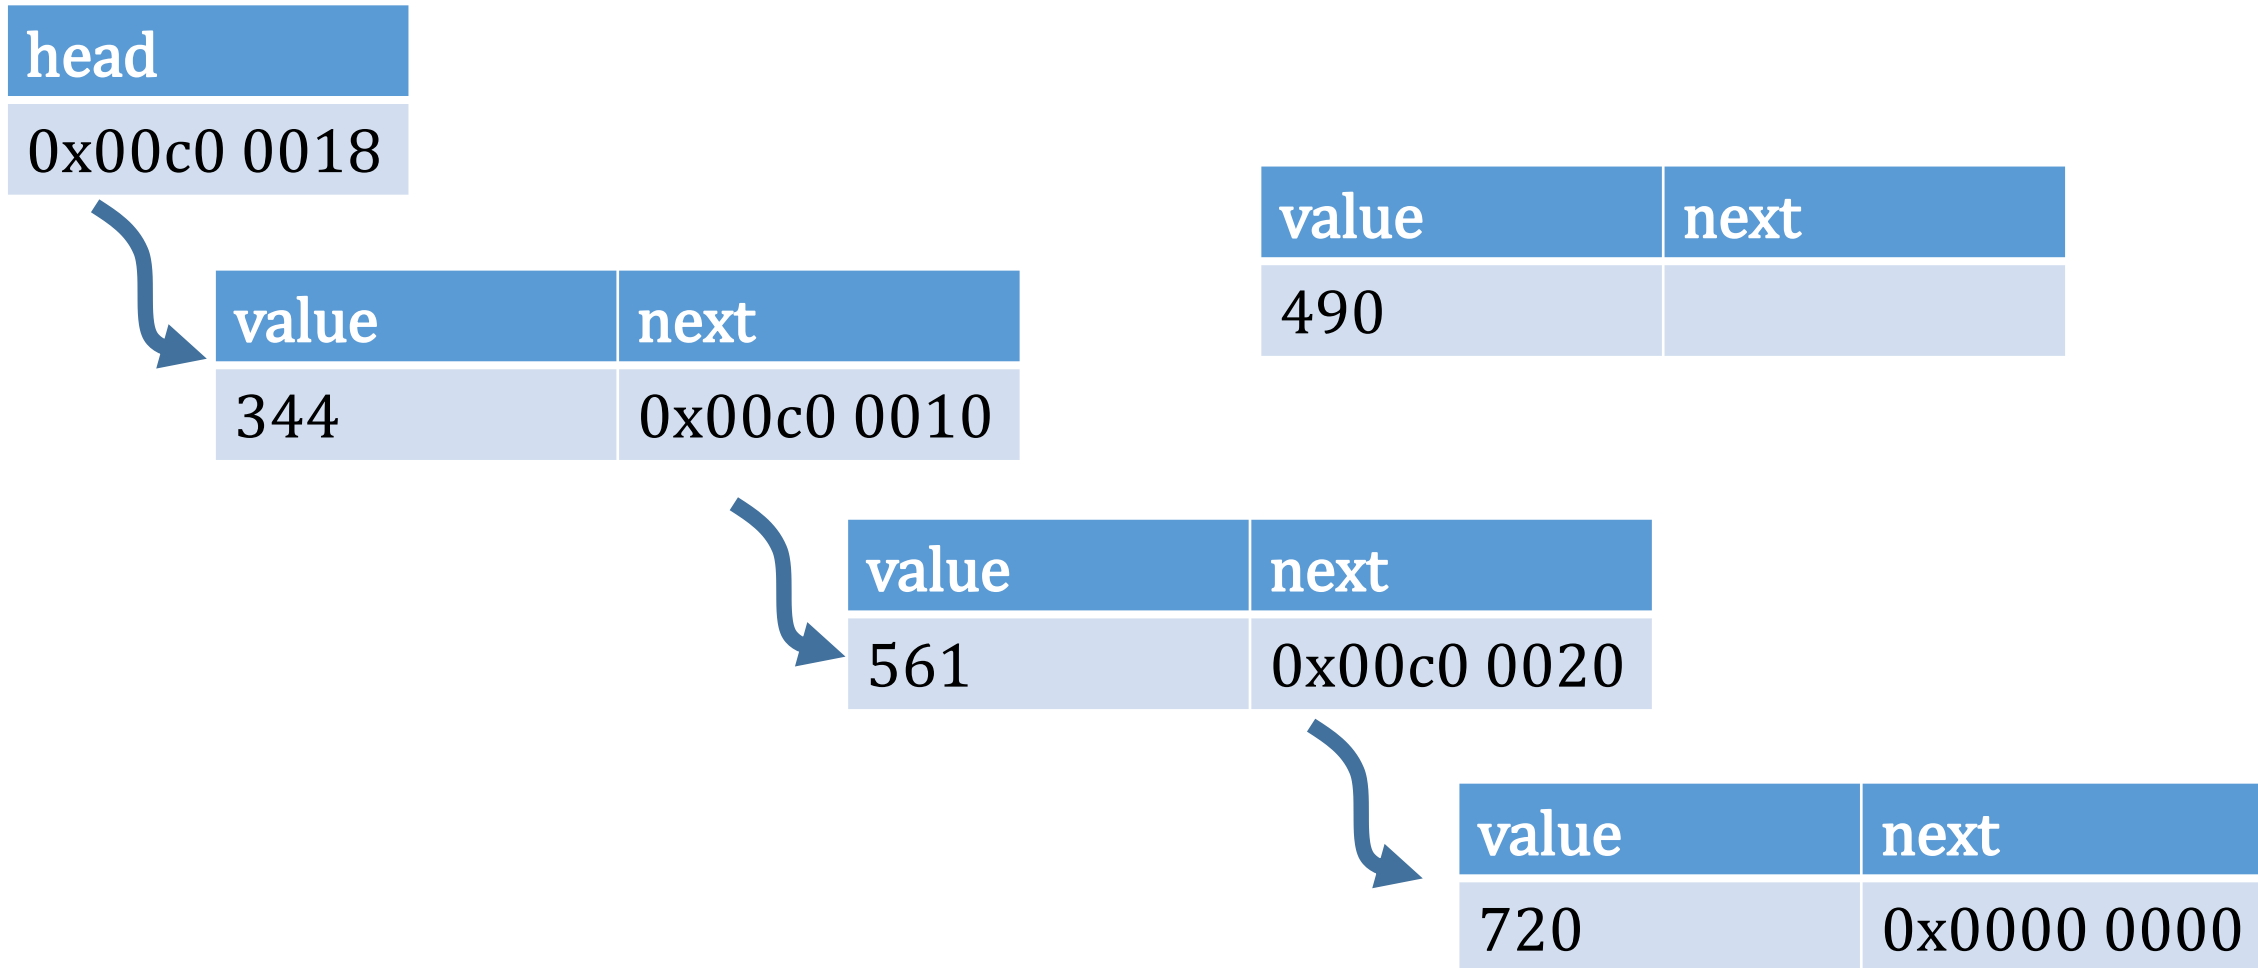 head
0x00c0 0018
value next
490
value next
344 0x00c0 0010
value next
561 0x00c0 0020
value next
720 0x0000 0000